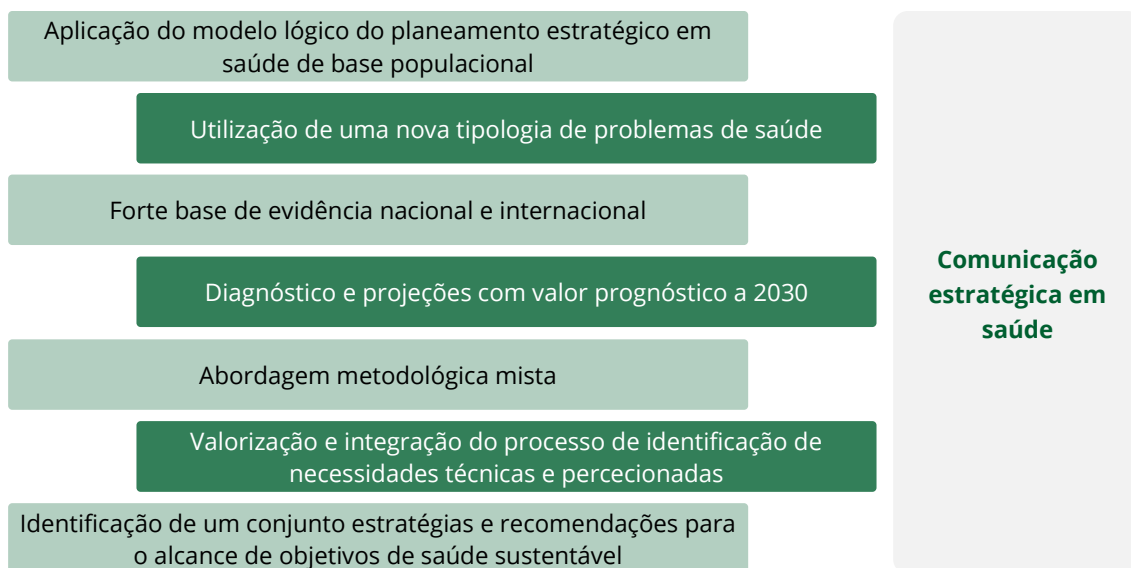 Aplicação do modelo lógico do planeamento estratégico em
saúde de base populacional
Utilização de uma nova tipologia de problemas de saúde
Forte base de evidência nacional e internacional
Diagnóstico e projeções com valor prognóstico a 2030
Abordagem metodológica mista
Valorização e integração do processo de identificação de
necessidades técnicas e percecionadas
Identificação de um conjunto estratégias e recomendações para
o alcance de objetivos de saúde sustentável
Comunicação
estratégica em
saúde